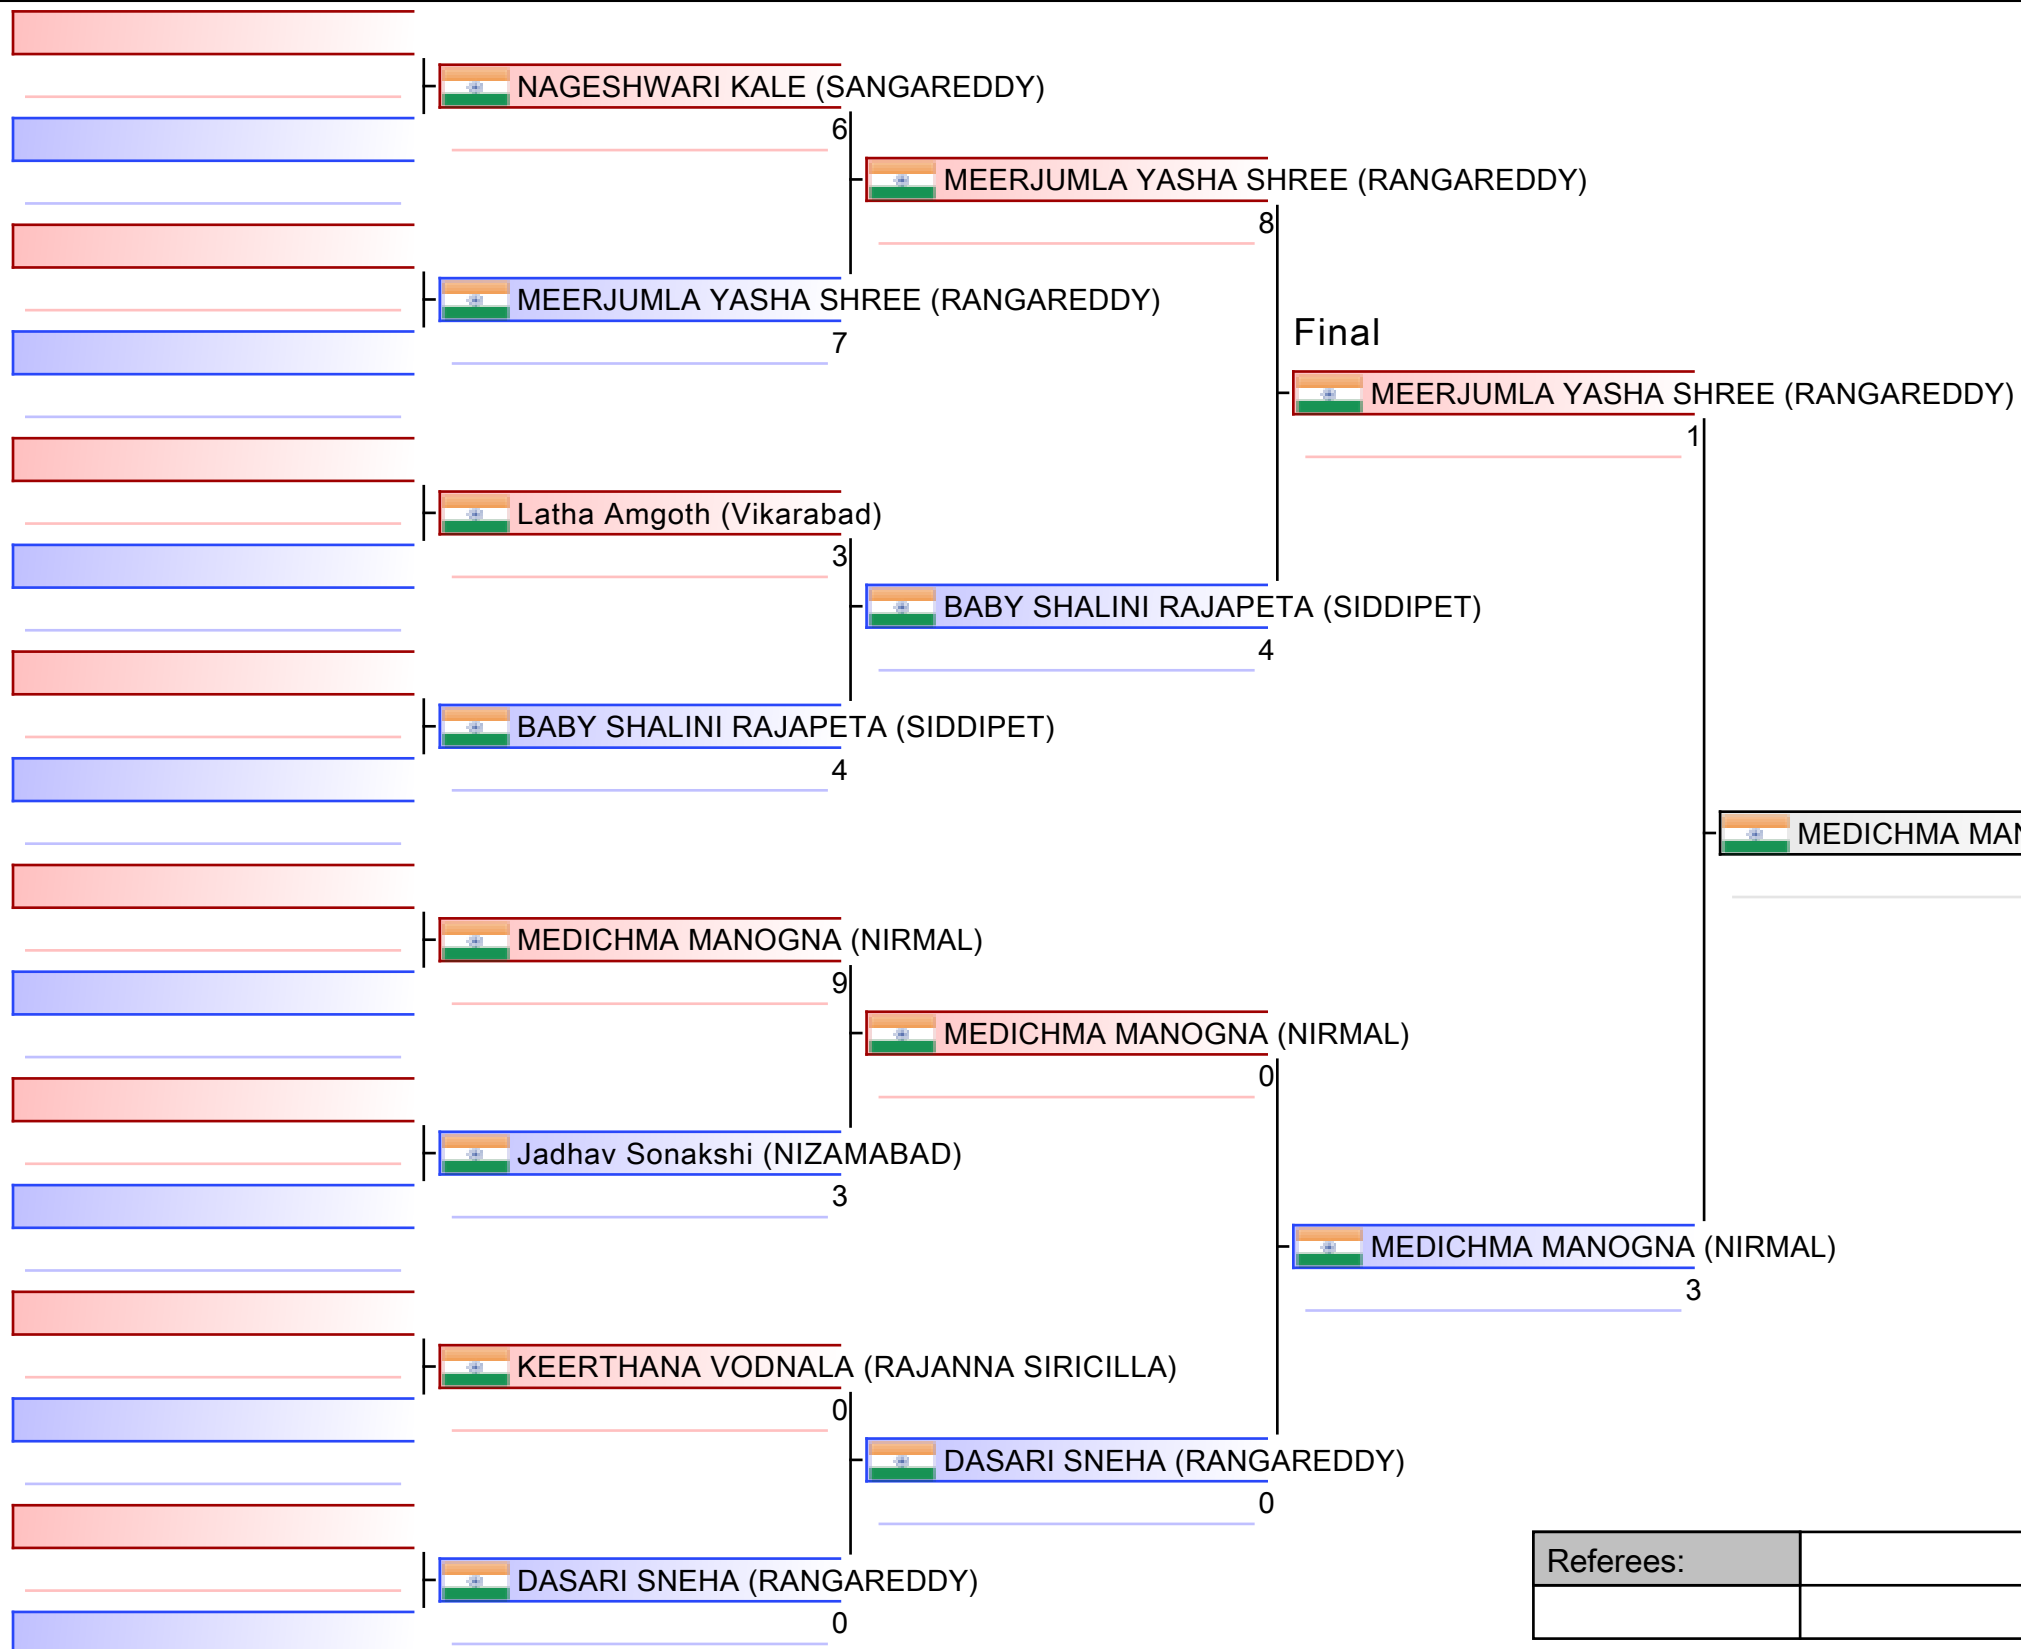 NAGESHWARI KALE (SANGAREDDY)
6
MEERJUMLA YASHA SHREE (RANGAREDDY)
8
MEERJUMLA YASHA SHREE (RANGAREDDY)
7
Final
MEERJUMLA YASHA SHREE (RANGAREDDY)
1
Latha Amgoth (Vikarabad)
3
BABY SHALINI RAJAPETA (SIDDIPET)
4
BABY SHALINI RAJAPETA (SIDDIPET)
4
MEDICHMA MAN
MEDICHMA MANOGNA (NIRMAL)
9
MEDICHMA MANOGNA (NIRMAL)
0
Jadhav Sonakshi (NIZAMABAD)
3
MEDICHMA MANOGNA (NIRMAL)
3
KEERTHANA VODNALA (RAJANNA SIRICILLA)
0
DASARI SNEHA (RANGAREDDY)
0
DASARI SNEHA (RANGAREDDY)
0
Referees: